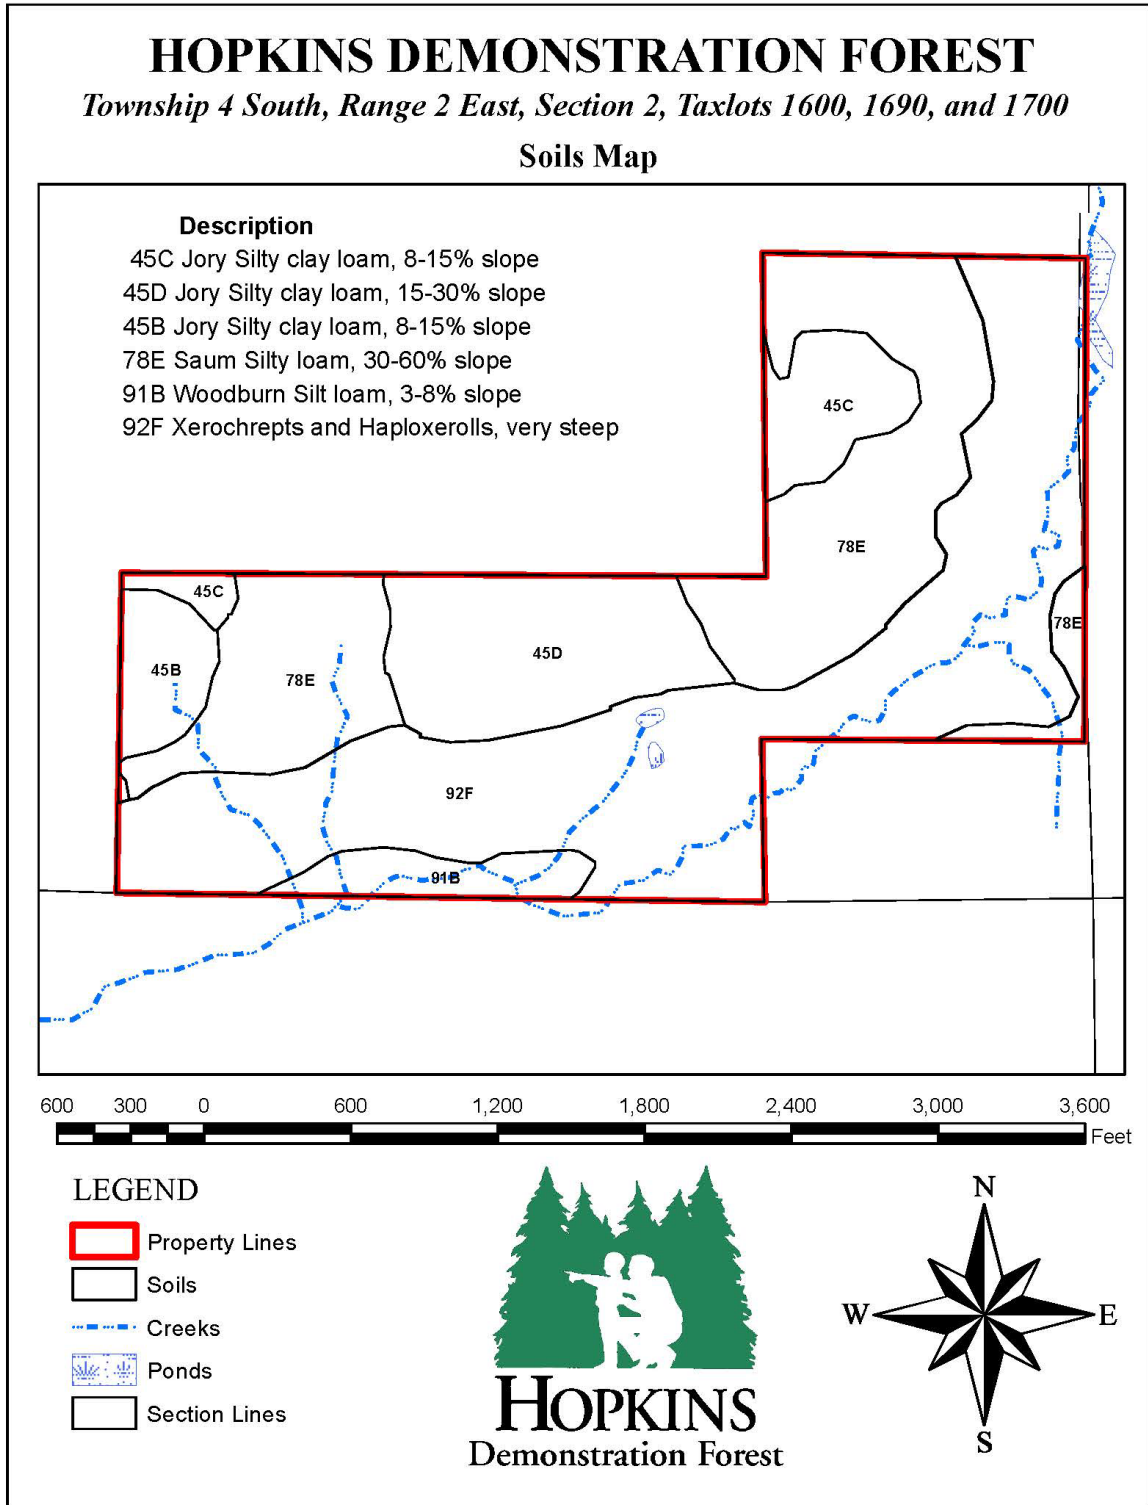 HOPKINS DEMONSTRATION FOREST
Township 4 South, Range 2 East, Section 2, Taxlots 1600, 1690, and 1700
Soils Map
Description
45C Jory Silty clay loam, 8-15% slope
45D Jory Silty clay loam, 15-30% slope
45B Jory Silty clay loam, 8-15% slope
78E Saum Silty loam, 30-60% slope
91B Woodburn Silt loam, 3-8% slope
92F Xerochrepts and Haploxerolls, very steep
45C
78E
45C
78E
45D
45B
78E
92F
91B
600 300 0 600 1,200 1,800 2,400 3,000 3,600
Feet
LEGEND
Property Lines
Soils
Creeks
Ponds
Section Lines
HOPKINS
Demonstration Forest
N
W E
S